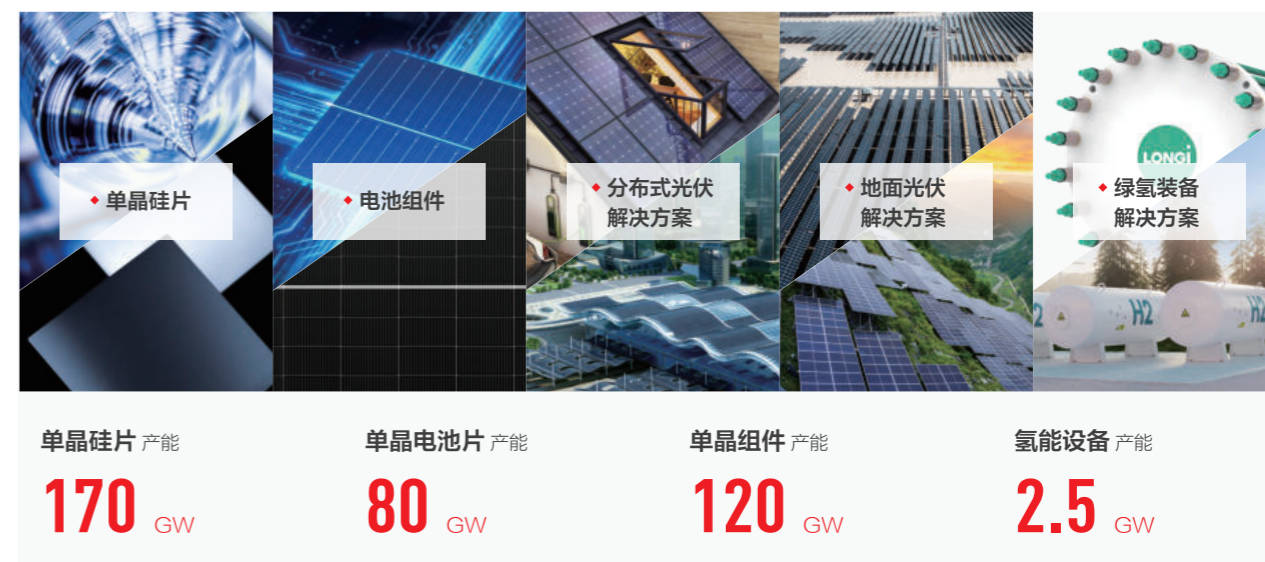 LONGi
单晶硅片
电池组件
分布式光伏
解决方案
地面光伏
解决方案
绿氢装备
解决方案
2
H2
H2
单晶硅片 产能
170 GW
单晶电池片 产能
80 GW
单晶组件 产能
120 GW
氢能设备 产能
2.5 GW